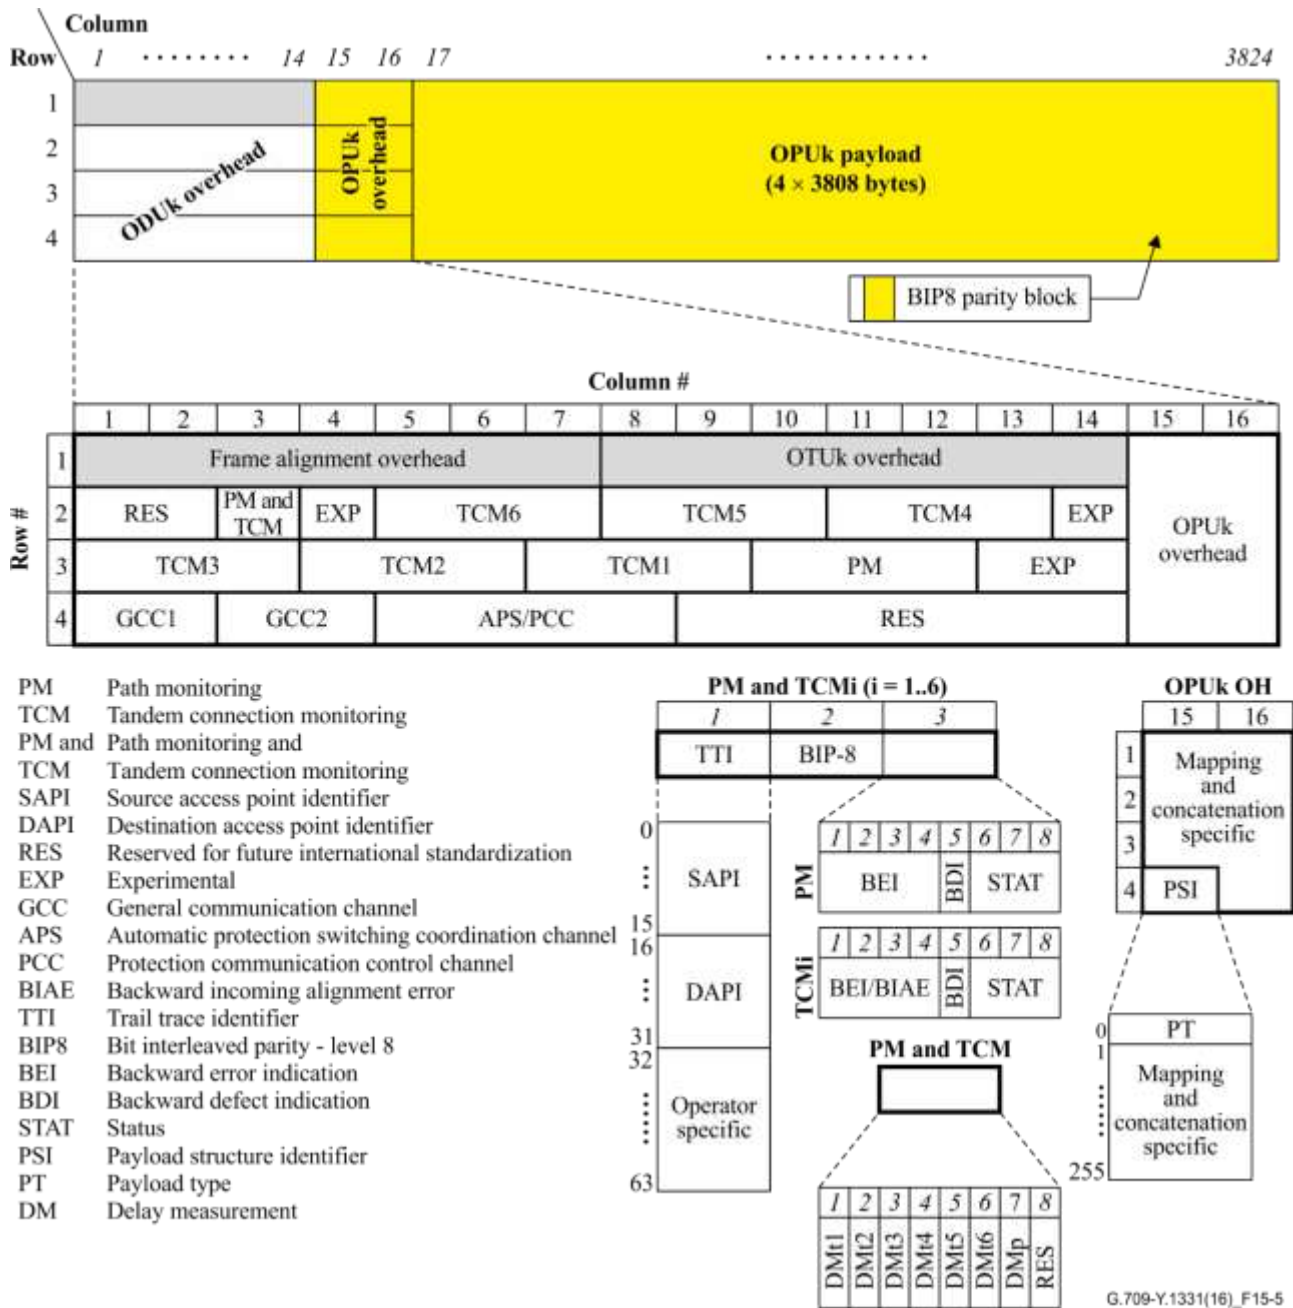 Column
Row 1 ········ 14 15 16 17 ············ 3824
1
2
3
4
ODUk overhead
OPUk
overhead
OPUk payload
(4 × 3808 bytes)
BIP8 parity block
Column #
1 2 3 4 5 6 7 8 9 10 11 12 13 14 15 16
Row #
1 Frame alignment overhead OTUk overhead
2 RES PM and TCM EXP TCM6 TCM5 TCM4 EXP
OPUk
overhead
3 TCM3 TCM2 TCM1 PM EXP
4 GCC1 GCC2 APS/PCC RES
PM Path monitoring
TCM Tandem connection monitoring
PM and Path monitoring and
TCM Tandem connection monitoring
SAPI Source access point identifier
DAPI Destination access point identifier
RES Reserved for future international standardization
EXP Experimental
GCC General communication channel
APS Automatic protection switching coordination channel
PCC Protection communication control channel
BIAE Backward incoming alignment error
TTI Trail trace identifier
BIP8 Bit interleaved parity - level 8
BEI Backward error indication
BDI Backward defect indication
STAT Status
PSI Payload structure identifier
PT Payload type
DM Delay measurement
PM and TCMi (i = 1..6)
1 2 3
TTI BIP-8
0
SAPI
15
16
DAPI
31
32
Operator
specific
63
1 2 3 4 5 6 7 8
PM BEI BDI STAT
1 2 3 4 5 6 7 8
TCMi BEI/BIAE BDI STAT
PM and TCM
1 2 3 4 5 6 7 8
DMt1 DMt2 DMt3 DMt4 DMt5 DMt6 DMp RES
OPUk OH
15 16
1
2
3
4
Mapping
and
concatenation
specific
PSI
0 PT
1
Mapping
and
concatenation
specific
255
G.709-Y.1331(16)_F15-5